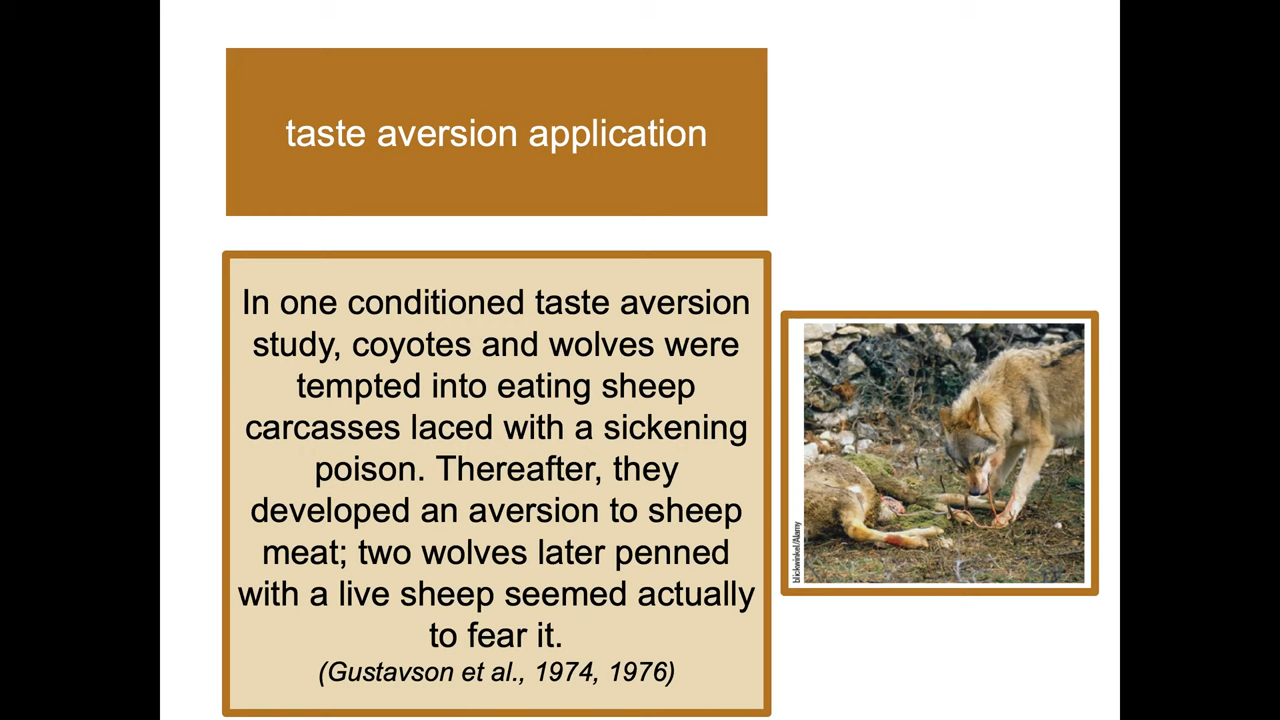 taste aversion application
In one conditioned taste aversion
study, coyotes and wolves were
tempted into eating sheep
carcasses laced with a sickening
poison. Thereafter, they
developed an aversion to sheep
meat; two wolves later penned
with a live sheep seemed actually
to fear it.
(Gustavson et al., 1974, 1976)
blickwinkel/Alamy